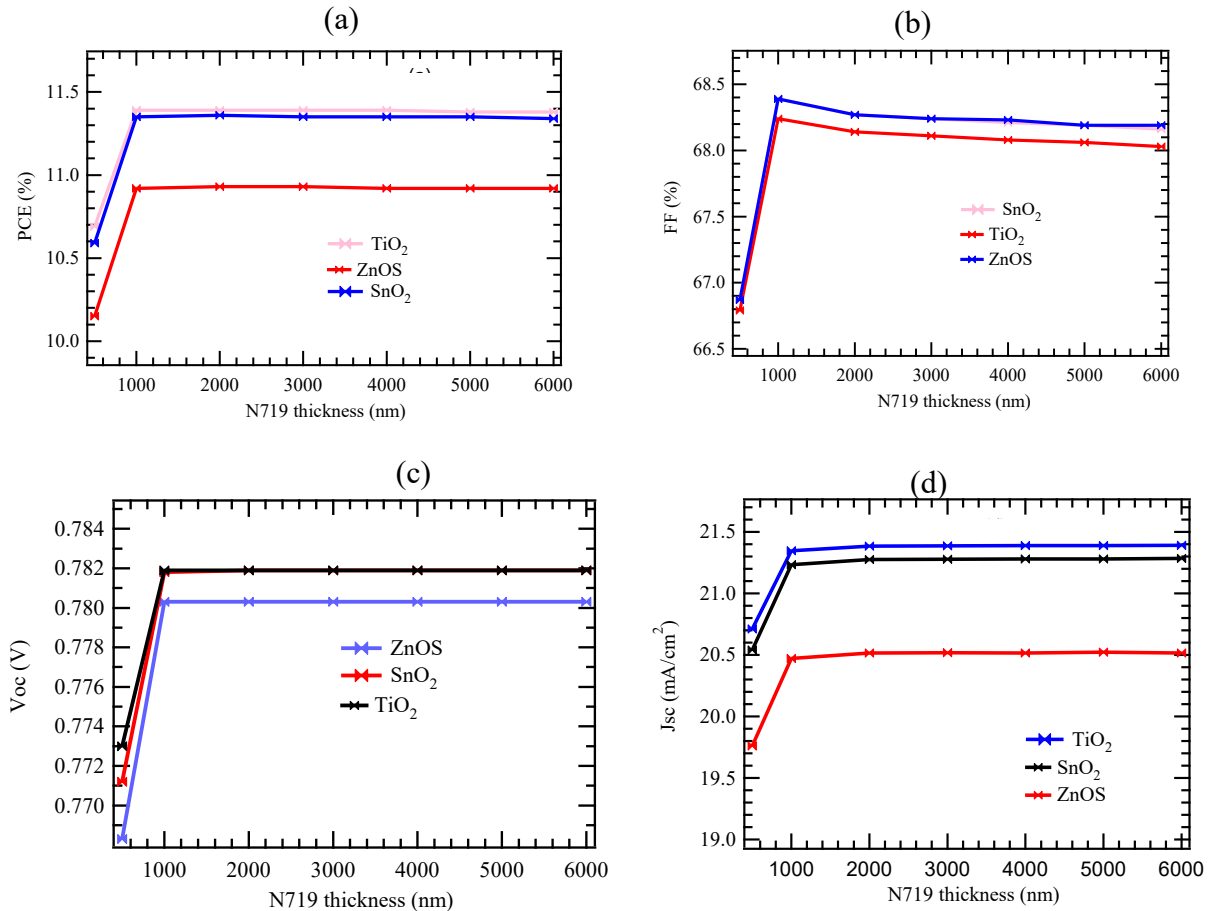 (a)
PCE (%)
11.5
11.0
10.5
10.0
TiO₂
ZnOS
SnO₂
1000 2000 3000 4000 5000 6000
N719 thickness (nm)
(b)
FF (%)
68.5
68.0
67.5
67.0
66.5
SnO₂
TiO₂
ZnOS
1000 2000 3000 4000 5000 6000
N719 thickness (nm)
(c)
Voc (V)
0.784
0.782
0.780
0.778
0.776
0.774
0.772
0.770
ZnOS
SnO₂
TiO₂
1000 2000 3000 4000 5000 6000
N719 thickness (nm)
(d)
Jsc (mA/cm²)
21.5
21.0
20.5
20.0
19.5
19.0
TiO₂
SnO₂
ZnOS
1000 2000 3000 4000 5000 6000
N719 thickness (nm)